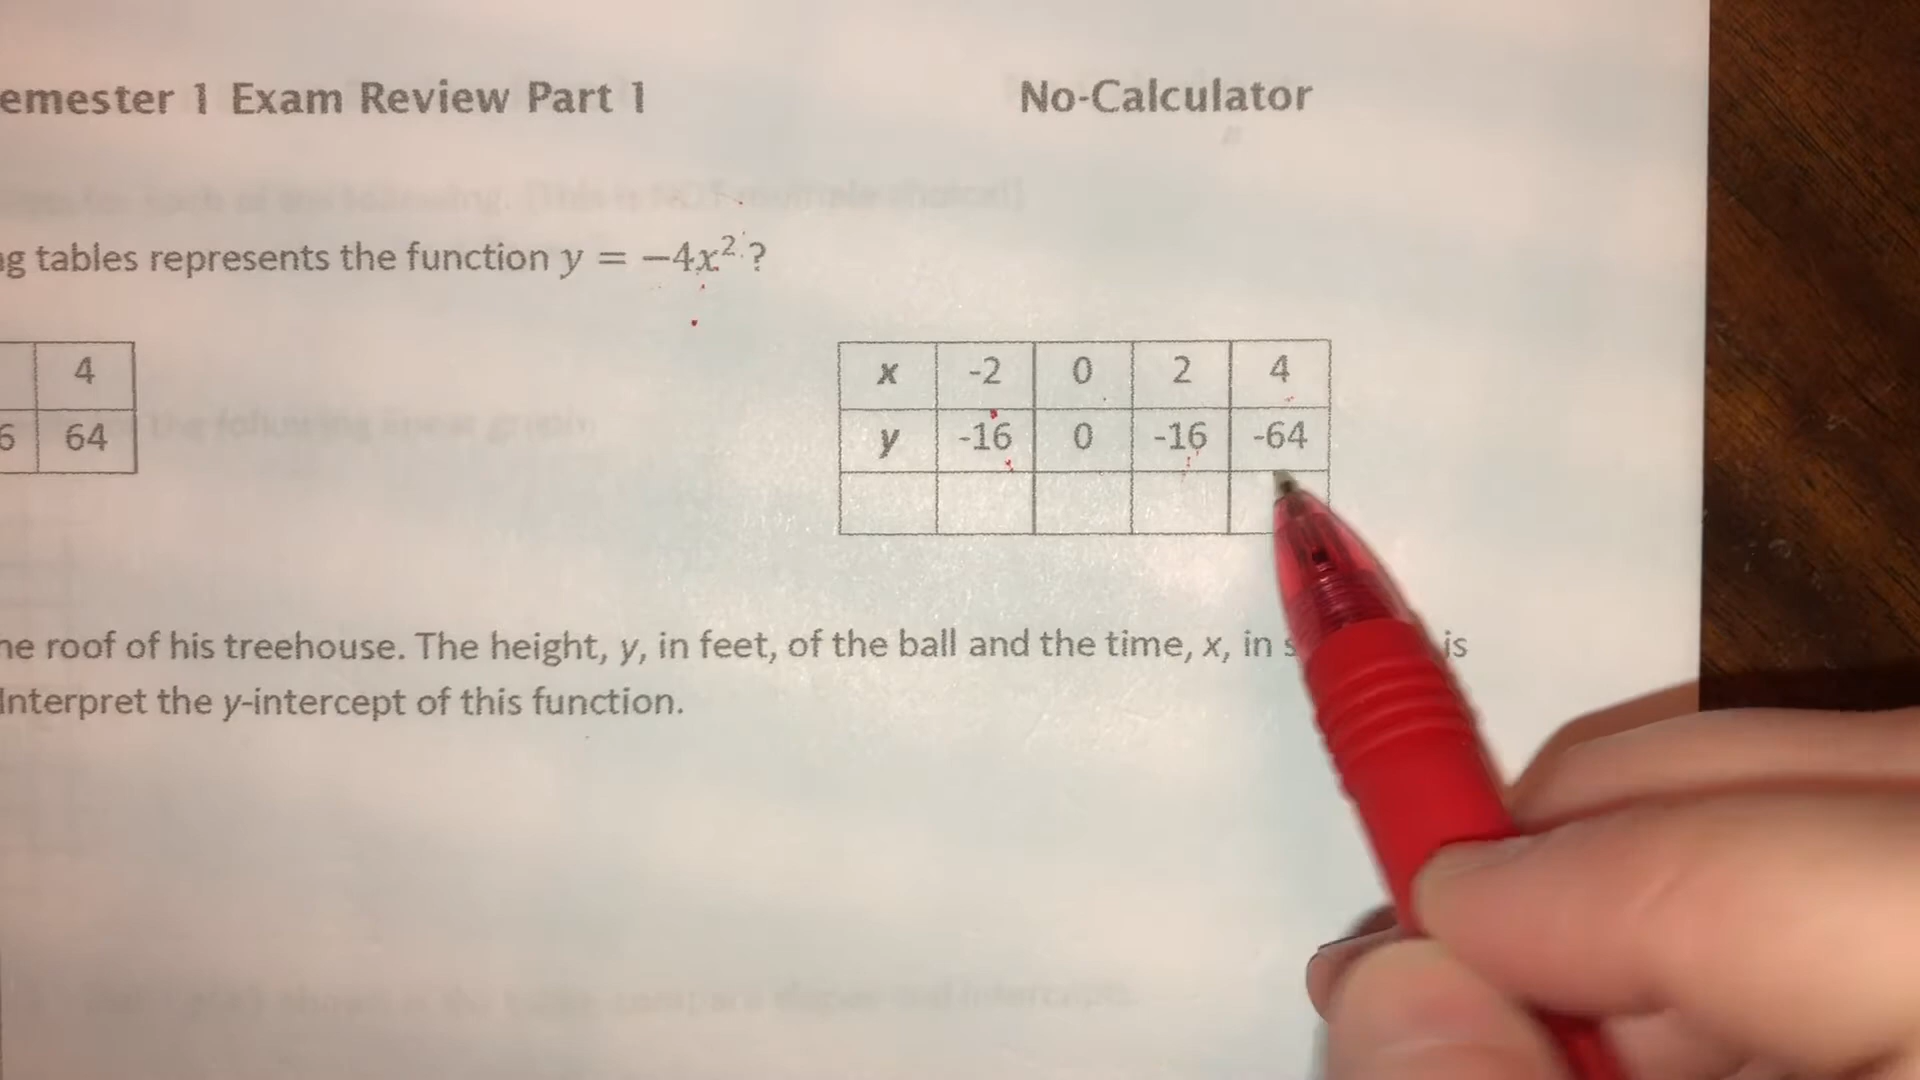 emester 1 Exam Review Part 1 No-Calculator
g tables represents the function y = −4x² ?
4
6 64
x -2 0 2 4
y -16 0 -16 -64
he roof of his treehouse. The height, y, in feet, of the ball and the time, x, in s is
Interpret the y-intercept of this function.